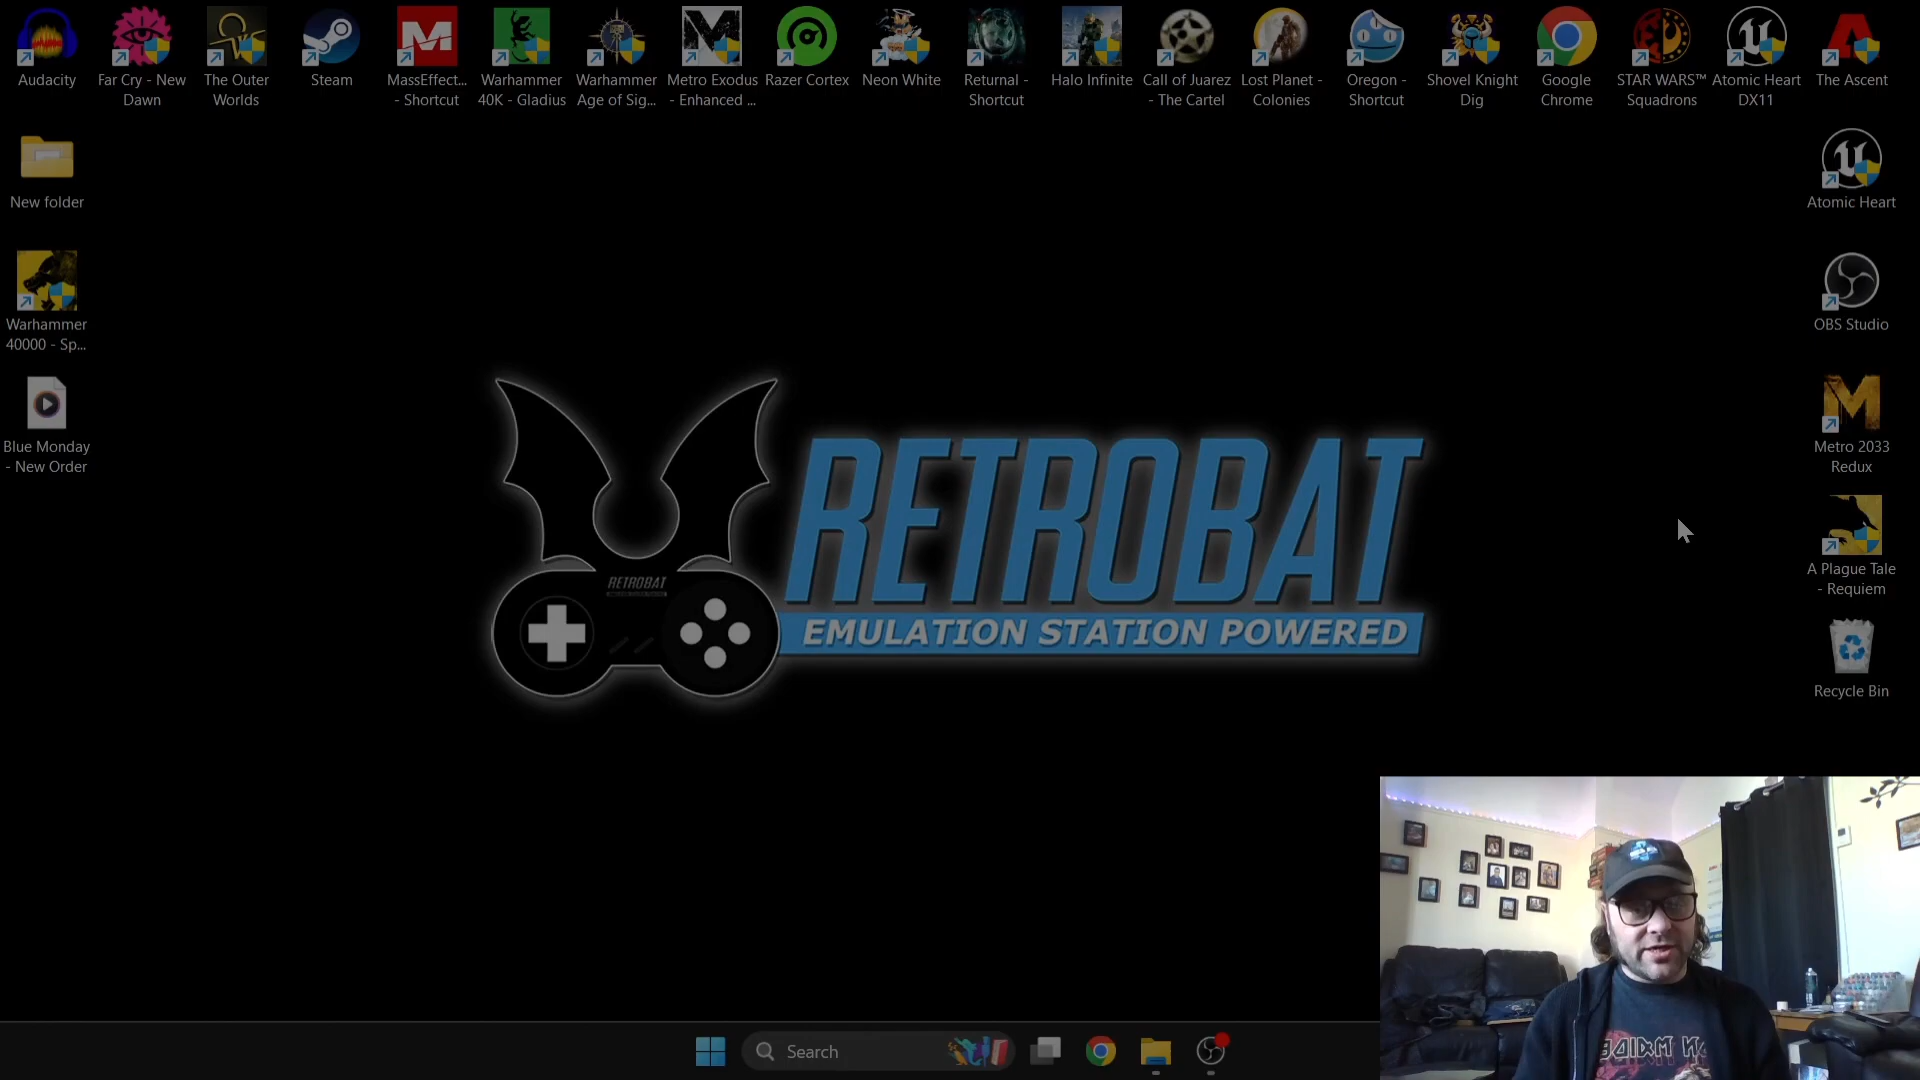 Audacity
Far Cry - New
Dawn
The Outer
Worlds
Steam
MassEffect...
- Shortcut
Warhammer
40K - Gladius
Warhammer
Age of Sig...
Metro Exodus
- Enhanced ...
Razer Cortex
Neon White
Returnal -
Shortcut
Halo Infinite
Call of Juarez
- The Cartel
Lost Planet -
Colonies
Oregon -
Shortcut
Shovel Knight
Dig
Google
Chrome
STAR WARS™
Squadrons
Atomic Heart
DX11
The Ascent
New folder
Atomic Heart
Warhammer
40000 - Sp...
OBS Studio
Blue Monday
- New Order
Metro 2033
Redux
A Plague Tale
- Requiem
Recycle Bin
RETROBAT
RETROBAT
EMULATION STATION POWERED
Search